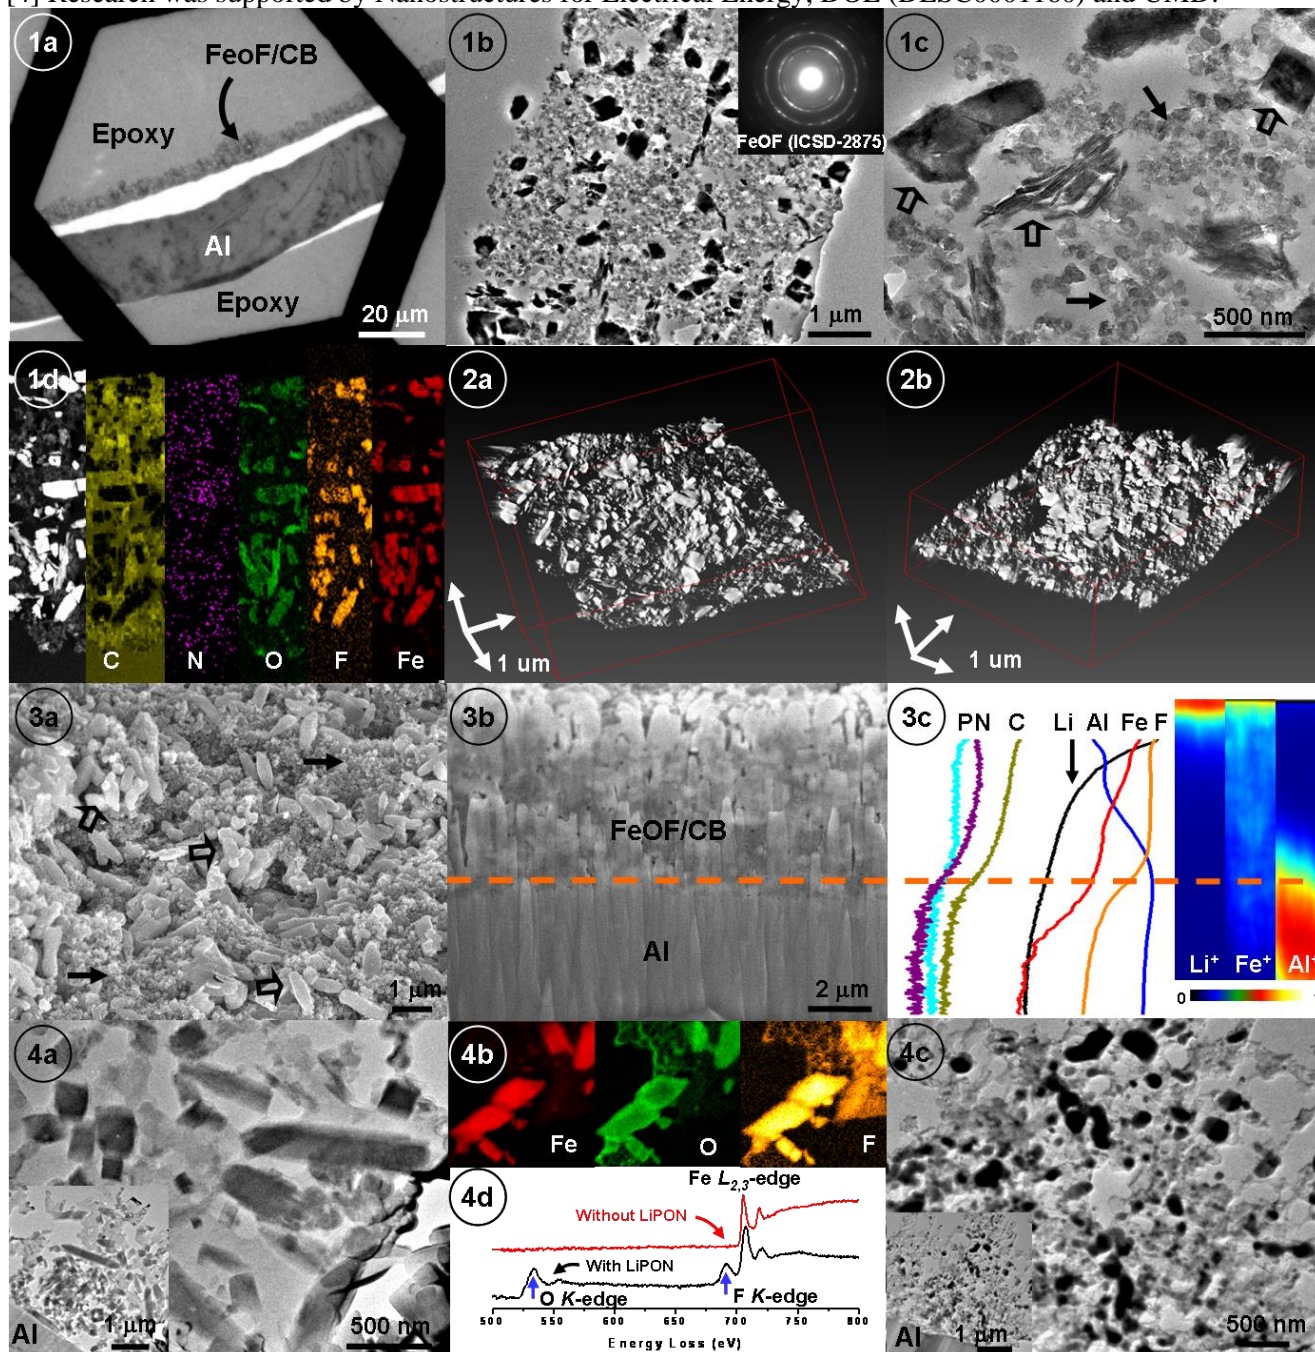 [4] Research was supported by Nanostructures for Electrical Energy, DOE (DESC0001160) and UMD.
1a
FeoF/CB
Epoxy
Al
Epoxy
20 μm
1b
FeOF (ICSD-2875)
1 μm
1c
500 nm
1d
C N O F Fe
2a
1 um
2b
1 um
3a
1 μm
3b
FeOF/CB
Al
2 μm
3c
PN C Li Al Fe F
Li+ Fe+ Al+
0
4a
Al
1 μm
500 nm
4b
Fe O F
4d
Fe L2,3-edge
Without LiPON
With LiPON
O K-edge
F K-edge
500 550 600 650 700 750 800
Energy Loss (eV)
4c
Al
1 μm
500 nm